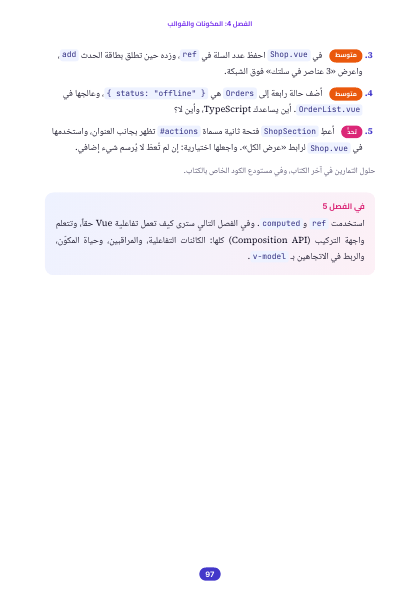 الفصل 4: المكونات والقوالب
3. متوسط في Shop.vue احفظ عدد السلة في ref، وزده حين تطلق بطاقة الحدث add،
واعرض «3 عناصر في سلتك» فوق الشبكة.
4. متوسط أضف حالة رابعة إلى Orders هي { status: "offline" }، وعالجها في
OrderList.vue. أين يساعدك TypeScript، وأين لا؟
5. تحدٍّ أعطِ ShopSection فتحة ثانية مسماة #actions تظهر بجانب العنوان، واستخدمها
في Shop.vue لرابط «عرض الكل». واجعلها اختيارية: إن لم تُعطَ لا يُرسم شيء إضافي.
حلول التمارين في آخر الكتاب، وفي مستودع الكود الخاص بالكتاب.
في الفصل 5
استخدمت ref و computed. وفي الفصل التالي سترى كيف تعمل تفاعلية Vue حقاً، وتتعلم
واجهة التركيب (Composition API) كلها: الكائنات التفاعلية، والمراقبين، وحياة المكوّن،
والربط في الاتجاهين بـ v-model.
97